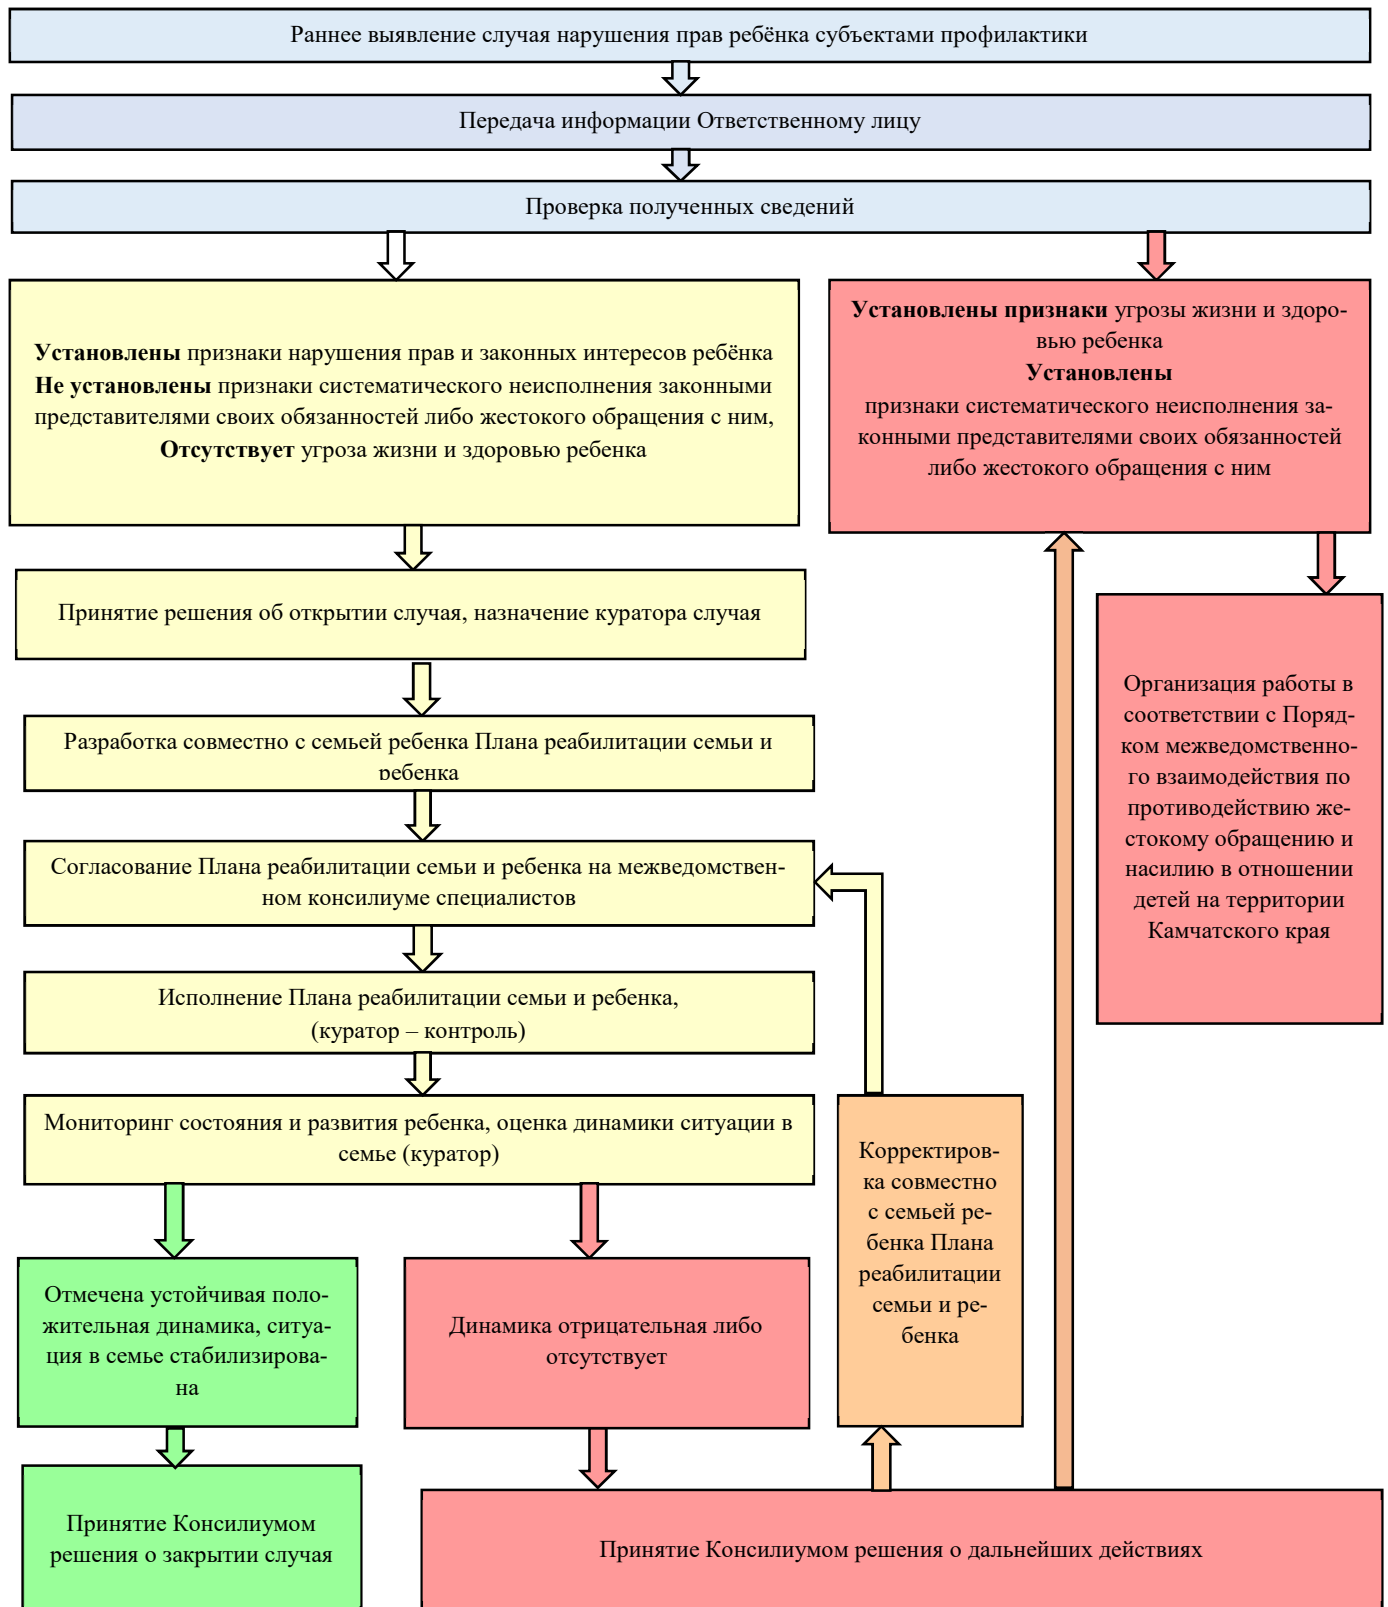 Раннее выявление случая нарушения прав ребёнка субъектами профилактики
Передача информации Ответственному лицу
Проверка полученных сведений
Установлены признаки нарушения прав и законных интересов ребёнка
Не установлены признаки систематического неисполнения законными
представителями своих обязанностей либо жестокого обращения с ним,
Отсутствует угроза жизни и здоровью ребенка
Установлены признаки угрозы жизни и здоро-
вью ребенка
Установлены
признаки систематического неисполнения за-
конными представителями своих обязанностей
либо жестокого обращения с ним
Принятие решения об открытии случая, назначение куратора случая
Разработка совместно с семьей ребенка Плана реабилитации семьи и
ребенка
Согласование Плана реабилитации семьи и ребенка на межведомствен-
ном консилиуме специалистов
Исполнение Плана реабилитации семьи и ребенка,
(куратор – контроль)
Мониторинг состояния и развития ребенка, оценка динамики ситуации в
семье (куратор)
Организация работы в
соответствии с Поряд-
ком межведомственно-
го взаимодействия по
противодействию же-
стокому обращению и
насилию в отношении
детей на территории
Камчатского края
Корректиров-
ка совместно
с семьей ре-
бенка Плана
реабилитации
семьи и ре-
бенка
Отмечена устойчивая поло-
жительная динамика, ситуа-
ция в семье стабилизирова-
на
Динамика отрицательная либо
отсутствует
Принятие Консилиумом
решения о закрытии случая
Принятие Консилиумом решения о дальнейших действиях